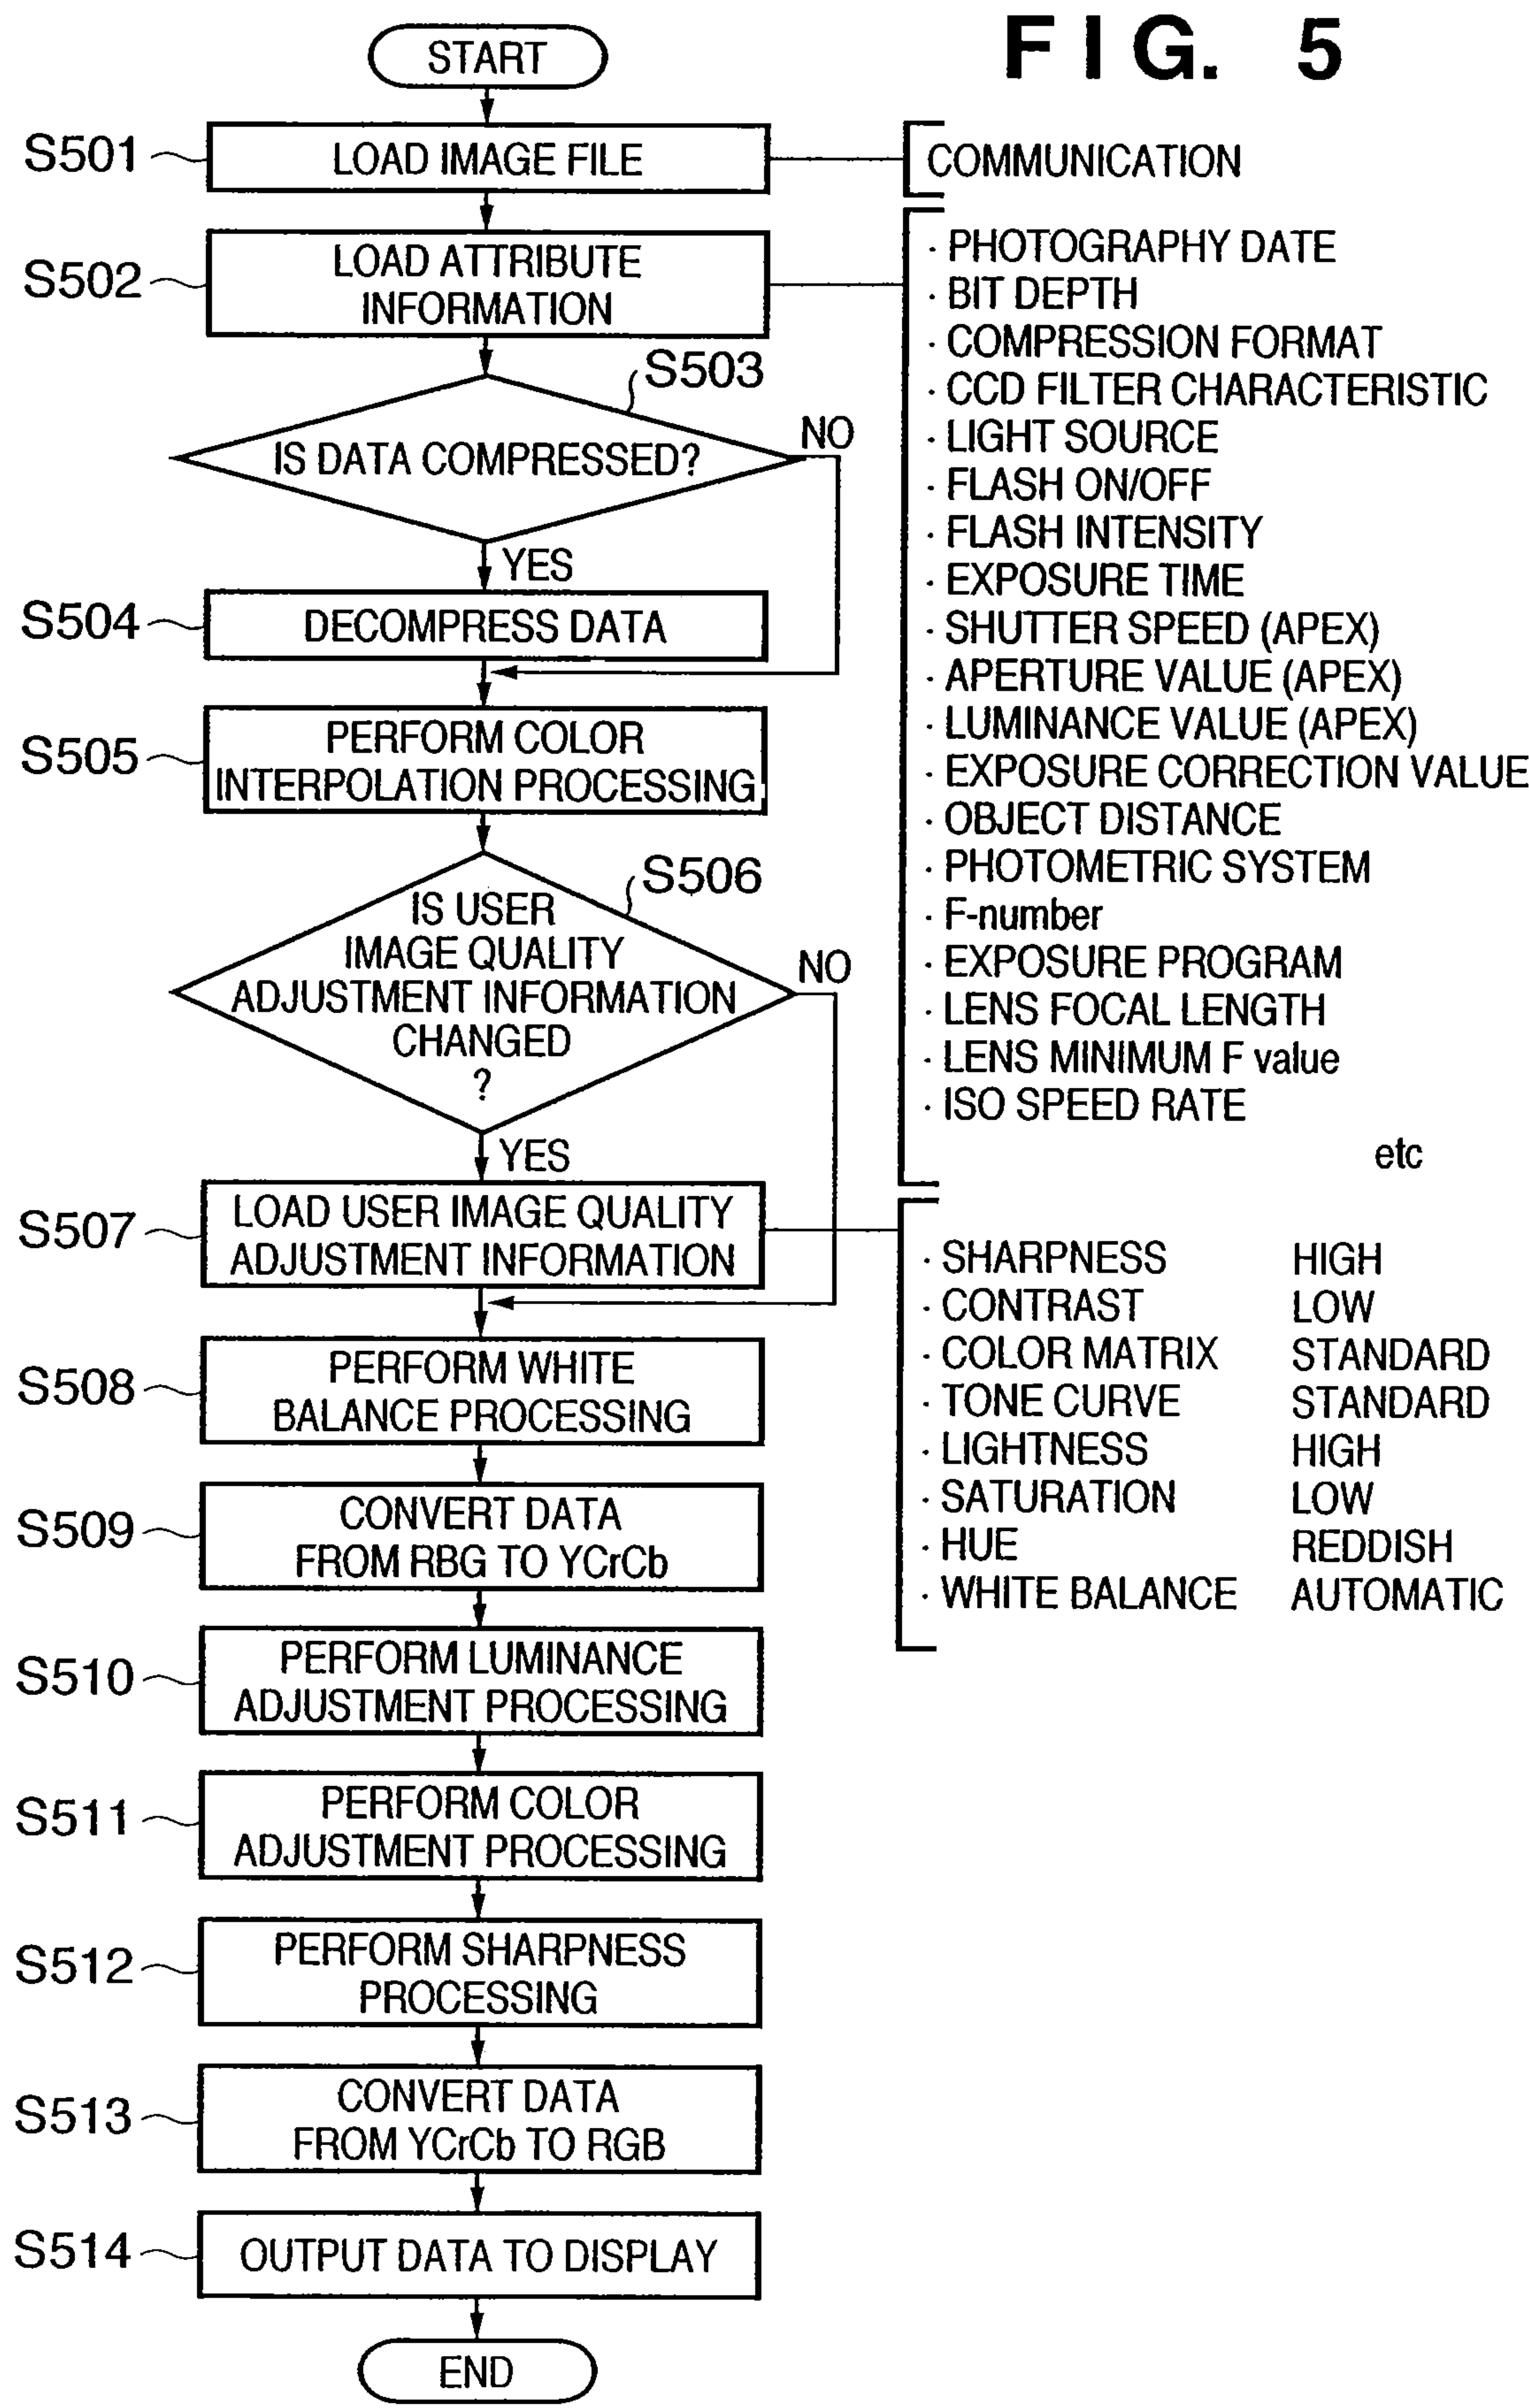 FIG. 5
START
S501
LOAD IMAGE FILE
COMMUNICATION
S502
LOAD ATTRIBUTE
INFORMATION
· PHOTOGRAPHY DATE
· BIT DEPTH
· COMPRESSION FORMAT
· CCD FILTER CHARACTERISTIC
· LIGHT SOURCE
· FLASH ON/OFF
· FLASH INTENSITY
· EXPOSURE TIME
· SHUTTER SPEED (APEX)
· APERTURE VALUE (APEX)
· LUMINANCE VALUE (APEX)
· EXPOSURE CORRECTION VALUE
· OBJECT DISTANCE
· PHOTOMETRIC SYSTEM
· F-number
· EXPOSURE PROGRAM
· LENS FOCAL LENGTH
· LENS MINIMUM F value
· ISO SPEED RATE
etc
S503
IS DATA COMPRESSED?
NO
YES
S504
DECOMPRESS DATA
S505
PERFORM COLOR
INTERPOLATION PROCESSING
S506
IS USER
IMAGE QUALITY
ADJUSTMENT INFORMATION
CHANGED
?
NO
YES
S507
LOAD USER IMAGE QUALITY
ADJUSTMENT INFORMATION
· SHARPNESS HIGH
· CONTRAST LOW
· COLOR MATRIX STANDARD
· TONE CURVE STANDARD
· LIGHTNESS HIGH
· SATURATION LOW
· HUE REDDISH
· WHITE BALANCE AUTOMATIC
S508
PERFORM WHITE
BALANCE PROCESSING
S509
CONVERT DATA
FROM RBG TO YCrCb
S510
PERFORM LUMINANCE
ADJUSTMENT PROCESSING
S511
PERFORM COLOR
ADJUSTMENT PROCESSING
S512
PERFORM SHARPNESS
PROCESSING
S513
CONVERT DATA
FROM YCrCb TO RGB
S514
OUTPUT DATA TO DISPLAY
END